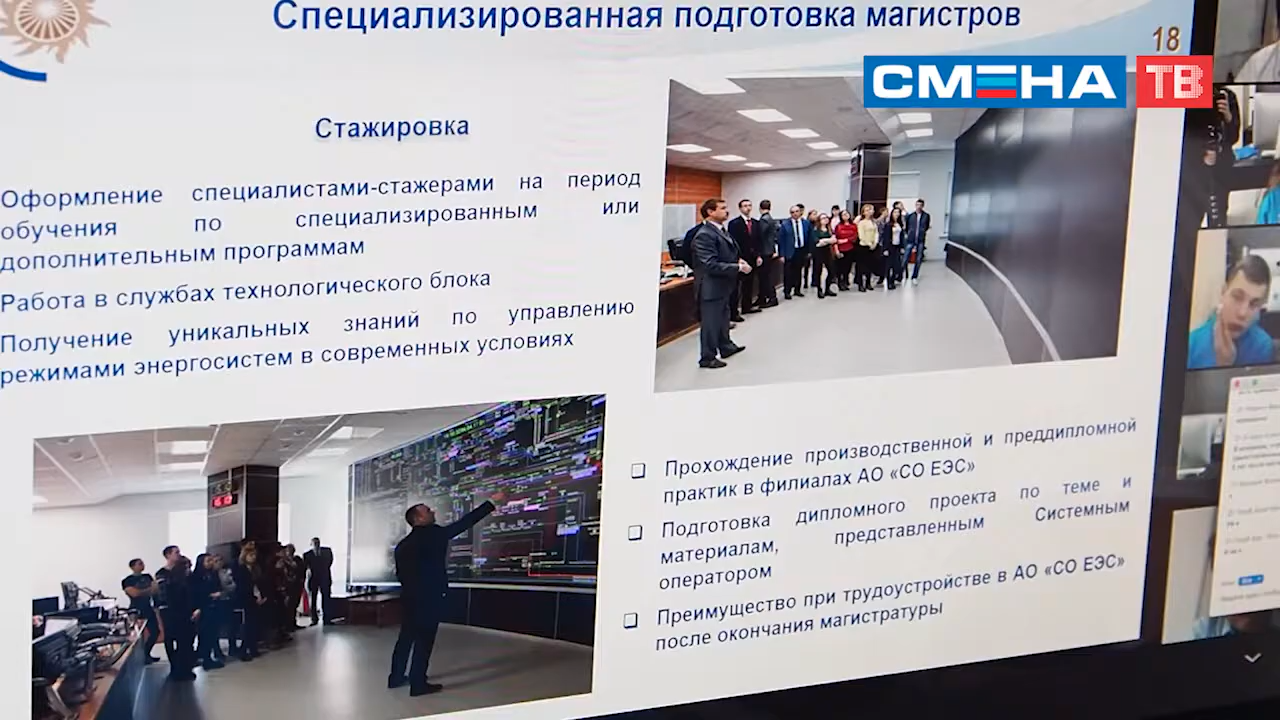 Специализированная подготовка магистров
18
СМЕНА ТВ
Стажировка
Оформление специалистами-стажерами на период
обучения по специализированным или
дополнительным программам
Работа в службах технологического блока
Получение уникальных знаний по управлению
режимами энергосистем в современных условиях
Прохождение производственной и преддипломной
практик в филиалах АО «СО ЕЭС»
Подготовка дипломного проекта по теме и
материалам, представленным Системным
оператором
Преимущество при трудоустройстве в АО «СО ЕЭС»
после окончания магистратуры